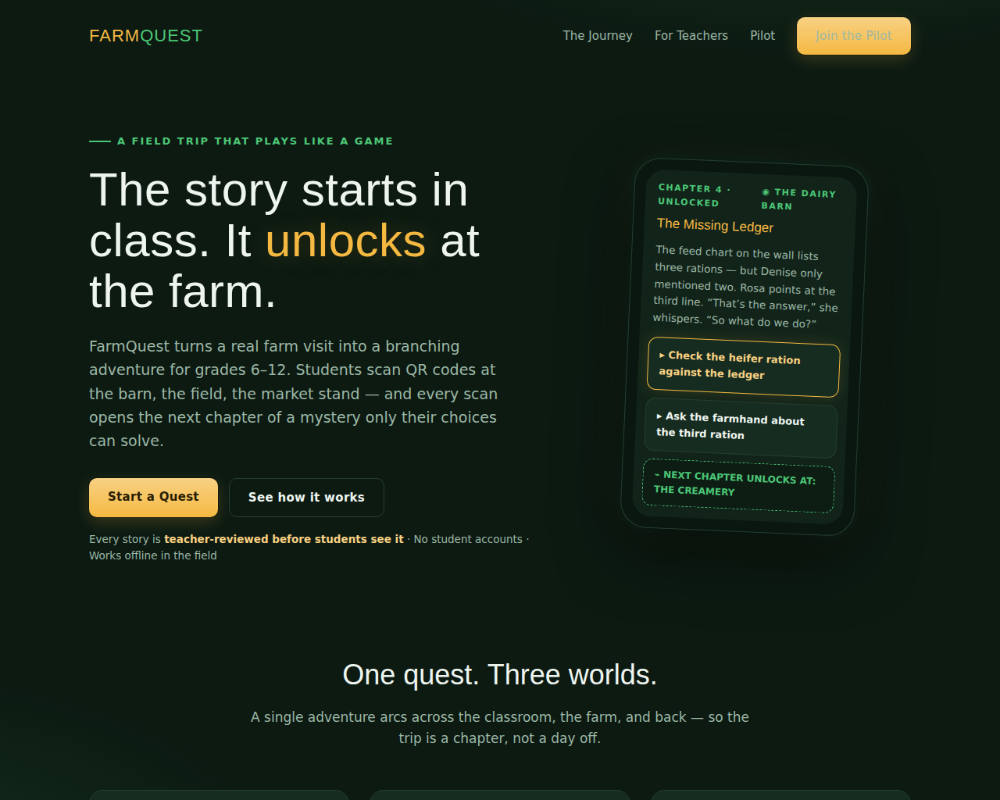 FARMQUEST
The Journey
For Teachers
Pilot
Join the Pilot
A FIELD TRIP THAT PLAYS LIKE A GAME
The story starts in
class. It unlocks at
the farm.
FarmQuest turns a real farm visit into a branching
adventure for grades 6–12. Students scan QR codes at
the barn, the field, the market stand — and every scan
opens the next chapter of a mystery only their choices
can solve.
Start a Quest
See how it works
Every story is teacher-reviewed before students see it · No student accounts ·
Works offline in the field
CHAPTER 4 ·
UNLOCKED
◉ THE DAIRY
BARN
The Missing Ledger
The feed chart on the wall lists
three rations — but Denise only
mentioned two. Rosa points at the
third line. “That’s the answer,” she
whispers. “So what do we do?”
▸ Check the heifer ration
against the ledger
▸ Ask the farmhand about
the third ration
⌁ NEXT CHAPTER UNLOCKS AT:
THE CREAMERY
One quest. Three worlds.
A single adventure arcs across the classroom, the farm, and back — so the
trip is a chapter, not a day off.